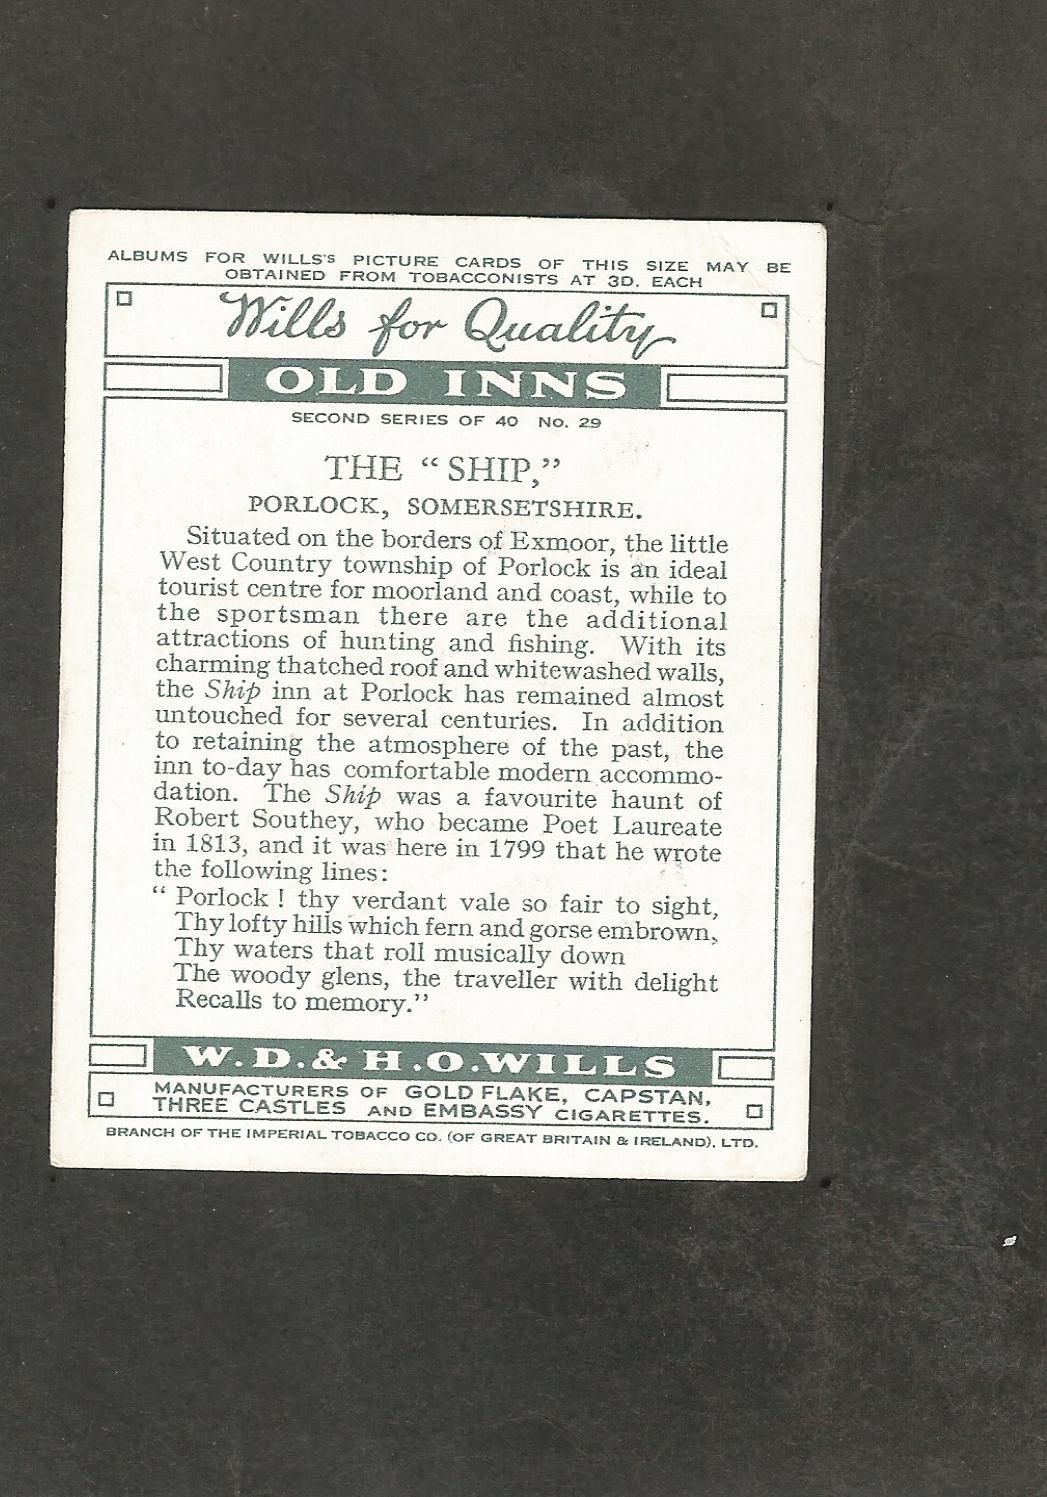 ALBUMS FOR WILLS'S PICTURE CARDS OF THIS SIZE MAY BE
OBTAINED FROM TOBACCONISTS AT 3D. EACH
Wills for Quality
OLD INNS
SECOND SERIES OF 40 No. 29
THE "SHIP,"
PORLOCK, SOMERSETSHIRE.
Situated on the borders of Exmoor, the little
West Country township of Porlock is an ideal
tourist centre for moorland and coast, while to
the sportsman there are the additional
attractions of hunting and fishing. With its
charming thatched roof and whitewashed walls,
the Ship inn at Porlock has remained almost
untouched for several centuries. In addition
to retaining the atmosphere of the past, the
inn to-day has comfortable modern accommo-
dation. The Ship was a favourite haunt of
Robert Southey, who became Poet Laureate
in 1813, and it was here in 1799 that he wrote
the following lines:
" Porlock ! thy verdant vale so fair to sight,
Thy lofty hills which fern and gorse embrown,
Thy waters that roll musically down
The woody glens, the traveller with delight
Recalls to memory."
W.D.& H.O.WILLS
MANUFACTURERS OF GOLD FLAKE, CAPSTAN,
THREE CASTLES AND EMBASSY CIGARETTES.
BRANCH OF THE IMPERIAL TOBACCO CO. (OF GREAT BRITAIN & IRELAND), LTD.